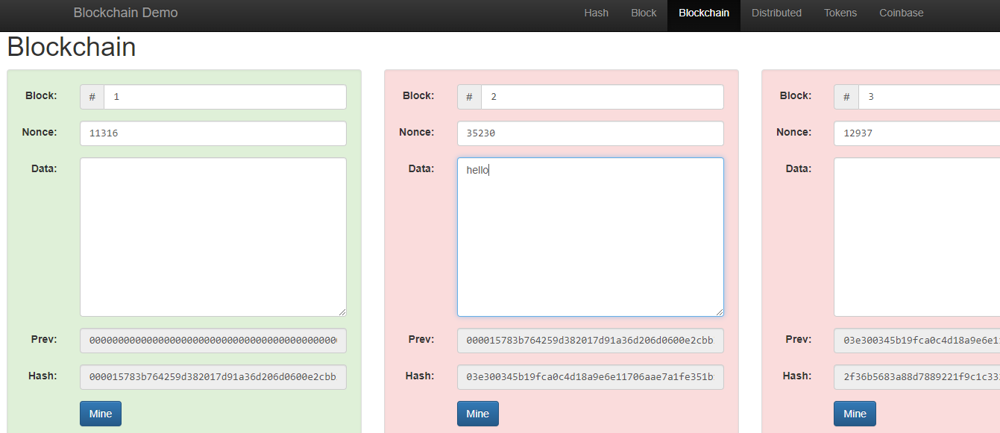 Blockchain Demo Hash Block Blockchain Distributed Tokens Coinbase
Blockchain
Block: # 1
Nonce: 11316
Data:
Prev: 0000000000000000000000000000000000000000000000
Hash: 000015783b764259d382017d91a36d206d0600e2cbb
Mine
Block: # 2
Nonce: 35230
Data: hello
Prev: 000015783b764259d382017d91a36d206d0600e2cbb
Hash: 03e300345b19fca0c4d18a9e6e11706aae7a1fe351b
Mine
Block: # 3
Nonce: 12937
Data:
Prev: 03e300345b19fca0c4d18a9e6e1
Hash: 2f36b5683a88d7889221f9c1c33
Mine